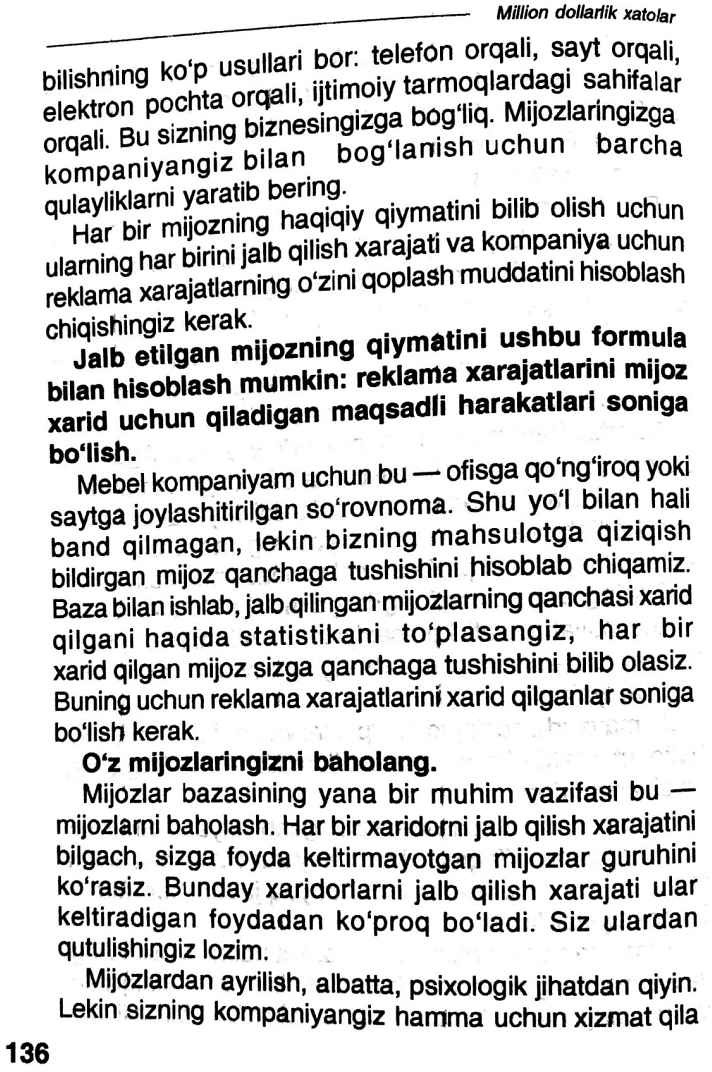 Million dollarlik xatolar
bilishning ko‘p usullari bor: telefon orqali, sayt orqali,
elektron pochta orqali, ijtimoiy tarmoqlardagi sahifalar
orqali. Bu sizning biznesingizga bog‘liq. Mijozlaringizga
kompaniyangiz bilan bog‘lanish uchun barcha
qulayliklarni yaratib bering.
Har bir mijozning haqiqiy qiymatini bilib olish uchun
ularning har birini jalb qilish xarajati va kompaniya uchun
reklama xarajatlarning o‘zini qoplash muddatini hisoblash
chiqishingiz kerak.
Jalb etilgan mijozning qiymatini ushbu formula
bilan hisoblash mumkin: reklama xarajatlarini mijoz
xarid uchun qiladigan maqsadli harakatlari soniga
bo‘lish.
Mebel kompaniyam uchun bu — ofisga qo‘ng‘iroq yoki
saytga joylashitirilgan so‘rovnoma. Shu yo‘l bilan hali
band qilmagan, lekin bizning mahsulotga qiziqish
bildirgan mijoz qanchaga tushishini hisoblab chiqamiz.
Baza bilan ishlab, jalb qilingan mijozlarning qanchasi xarid
qilgani haqida statistikani to‘plasangiz, har bir
xarid qilgan mijoz sizga qanchaga tushishini bilib olasiz.
Buning uchun reklama xarajatlarini xarid qilganlar soniga
bo‘lish kerak.
O‘z mijozlaringizni baholang.
Mijozlar bazasining yana bir muhim vazifasi bu —
mijozlarni baholash. Har bir xaridorni jalb qilish xarajatini
bilgach, sizga foyda keltirmayotgan mijozlar guruhini
ko‘rasiz. Bunday xaridorlarni jalb qilish xarajati ular
keltiradigan foydadan ko‘proq bo‘ladi. Siz ulardan
qutulishingiz lozim.
Mijozlardan ayrilish, albatta, psixologik jihatdan qiyin.
Lekin sizning kompaniyangiz hamma uchun xizmat qila
136